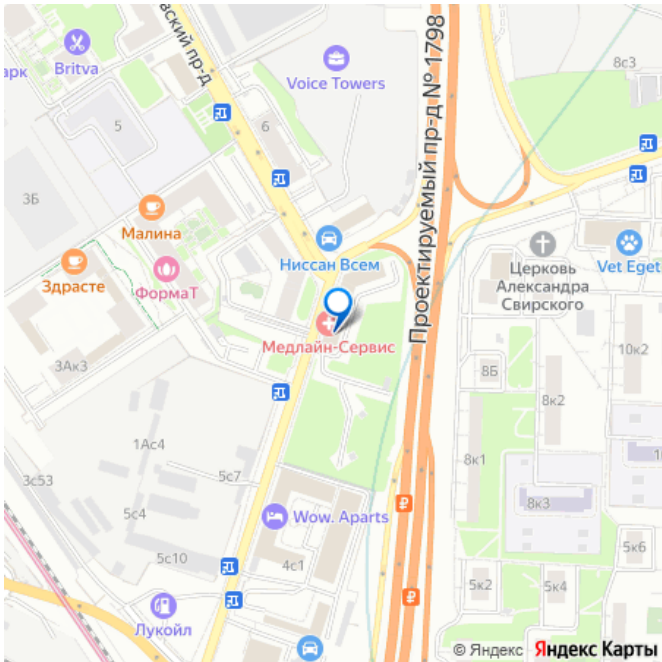 вский пр-д
арк
Britva
Voice Towers
8с3
5
6
3Б
Проектируемый пр-д № 1798
Малина
Ниссан Всем
Здрасте
ФормаТ
Церковь
Александра
Свирского
Vet Eget
Медлайн-Сервис
3Ак3
8Б
10к2
8к2
1Ас4
3с53
5с7
8к1
5с4
8к3
Wow. Aparts
5с10
4с1
5к6
5к2
5к4
Лукойл
© Яндекс Яндекс Карты